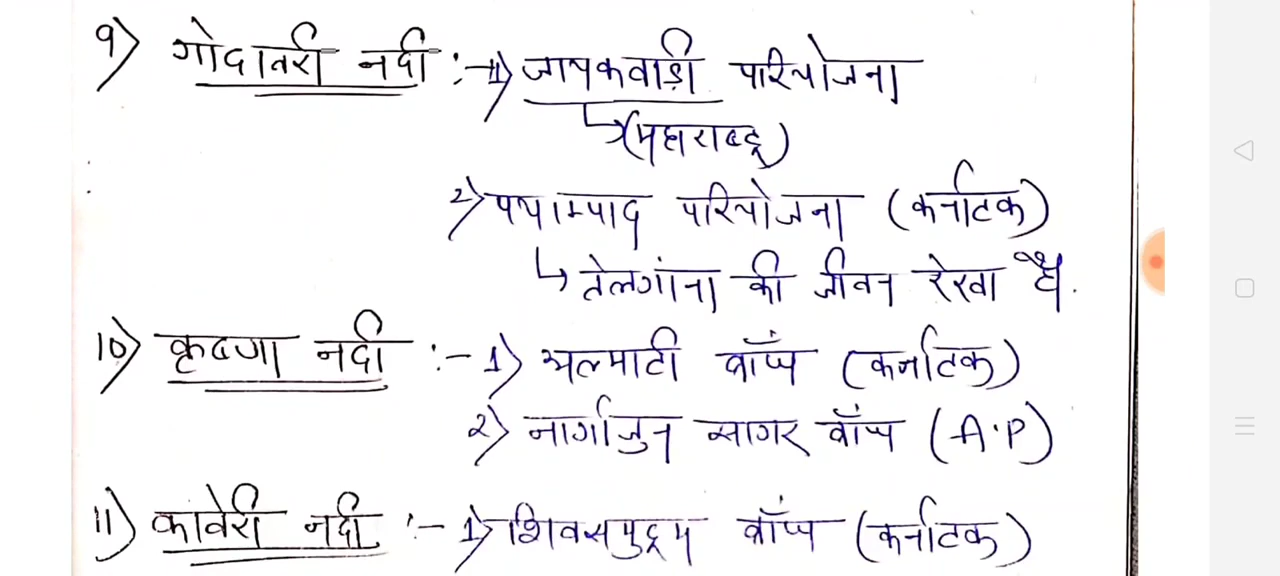 9) गोदावरी नदी :- 1) जायकवाडी परियोजना
↳ (महाराष्ट्र)
2) पपाम्पाद परियोजना (कर्नाटक)
↳ तेलगांना की जीवन रेखा है.
10) कृष्णा नदी :- 1) अलमाटी बाँध (कर्नाटक)
2) नार्गाजुन सागर बाँध (A.P)
11) कावेरी नदी :- 1) शिवसमुद्रम बाँध (कर्नाटक)